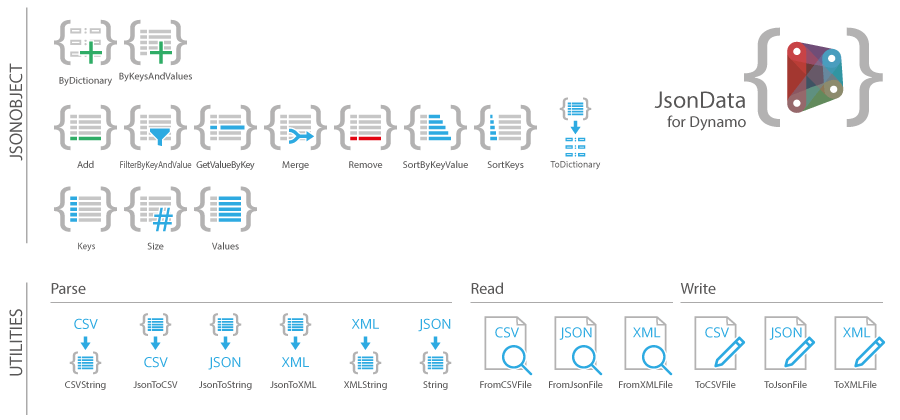 JSONOBJECT
ByDictionary
ByKeysAndValues
JsonData
for Dynamo
Add
FilterByKeyAndValue
GetValueByKey
Merge
Remove
SortByKeyValue
SortKeys
ToDictionary
#
Keys
Size
Values
UTILITIES
Parse
CSV
CSVString
CSV
JsonToCSV
JSON
JsonToString
XML
JsonToXML
XML
XMLString
JSON
String
Read
CSV
FromCSVFile
JSON
FromJsonFile
XML
FromXMLFile
Write
CSV
ToCSVFile
JSON
ToJsonFile
XML
ToXMLFile